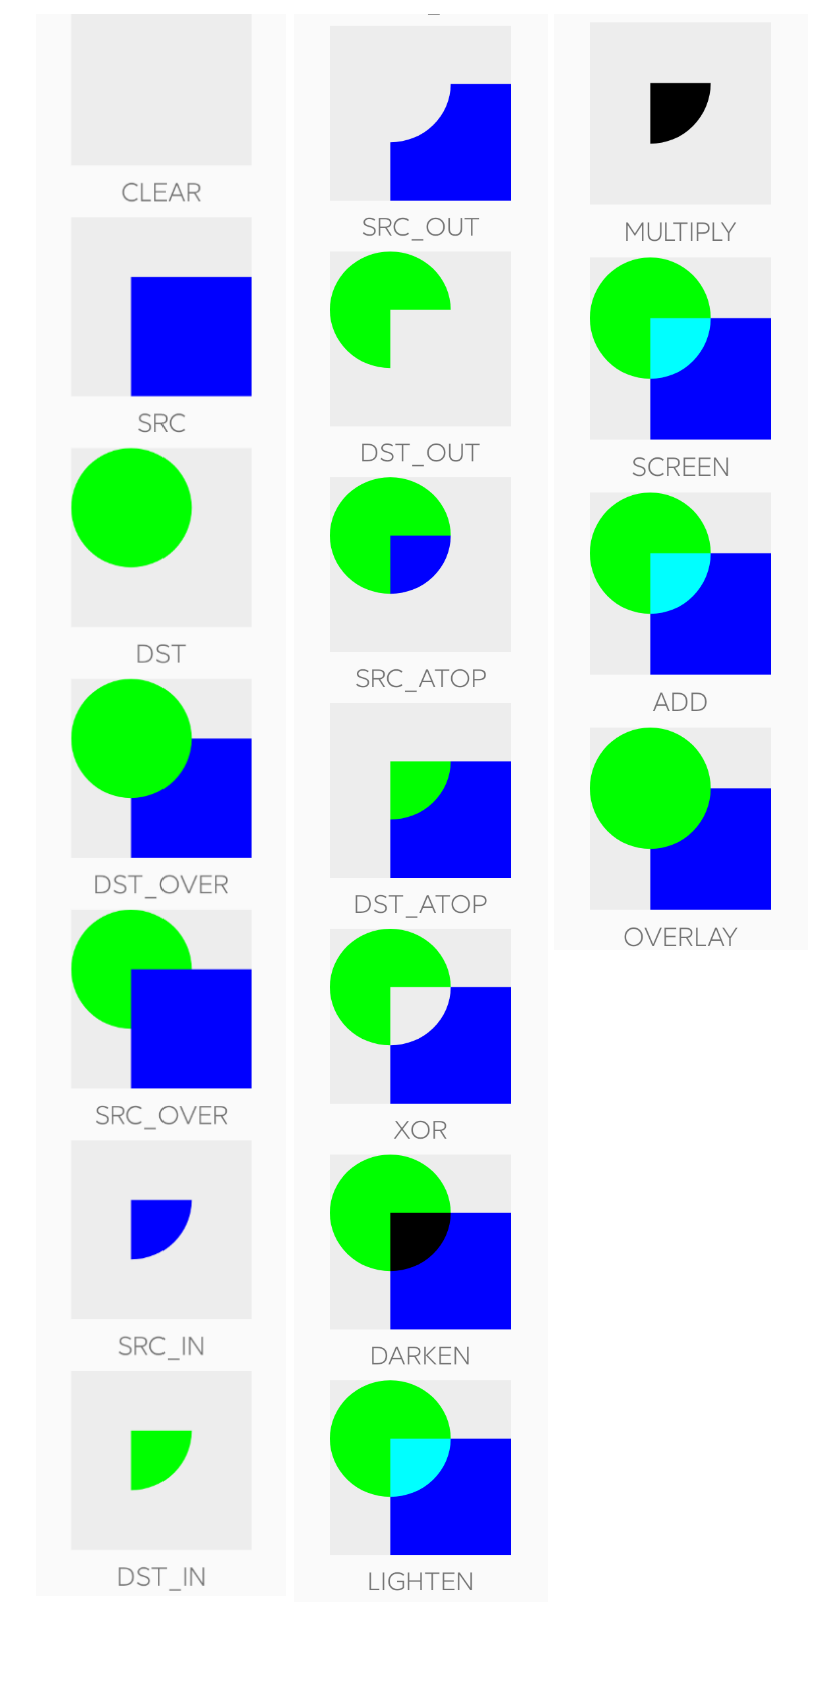 CLEAR
SRC
DST
DST_OVER
SRC_OVER
SRC_IN
DST_IN
SRC_OUT
DST_OUT
SRC_ATOP
DST_ATOP
XOR
DARKEN
LIGHTEN
MULTIPLY
SCREEN
ADD
OVERLAY